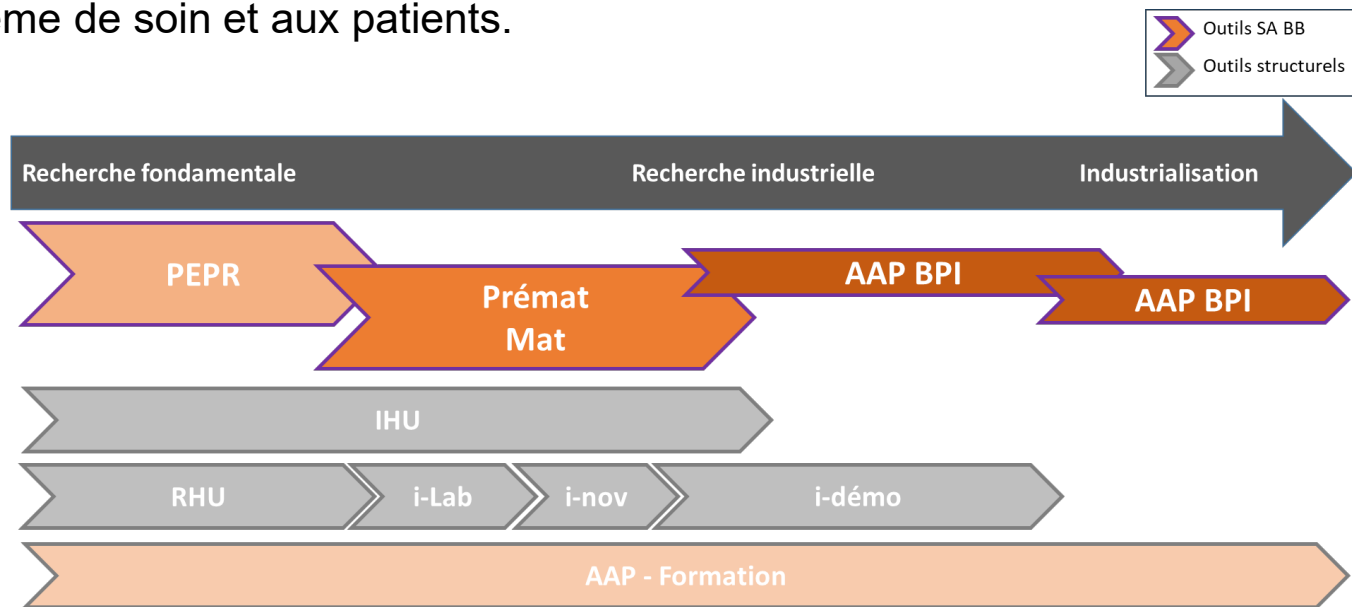 de soin et aux patients.
Outils SA BB
Outils structurels
Recherche fondamentale
Recherche industrielle
Industrialisation
PEPR
Prémat
Mat
AAP BPI
AAP BPI
IHU
RHU
i-Lab
i-nov
i-démo
AAP - Formation